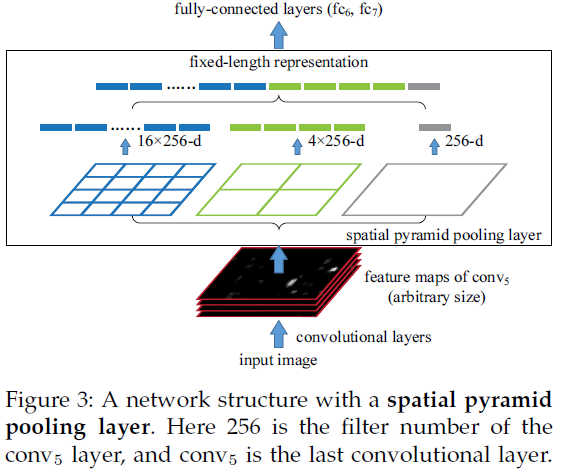 fully-connected layers (fc6, fc7)
fixed-length representation
......
......
16×256-d
4×256-d
256-d
spatial pyramid pooling layer
feature maps of conv5
(arbitrary size)
convolutional layers
input image
Figure 3: A network structure with a spatial pyramid
pooling layer. Here 256 is the filter number of the
conv5 layer, and conv5 is the last convolutional layer.